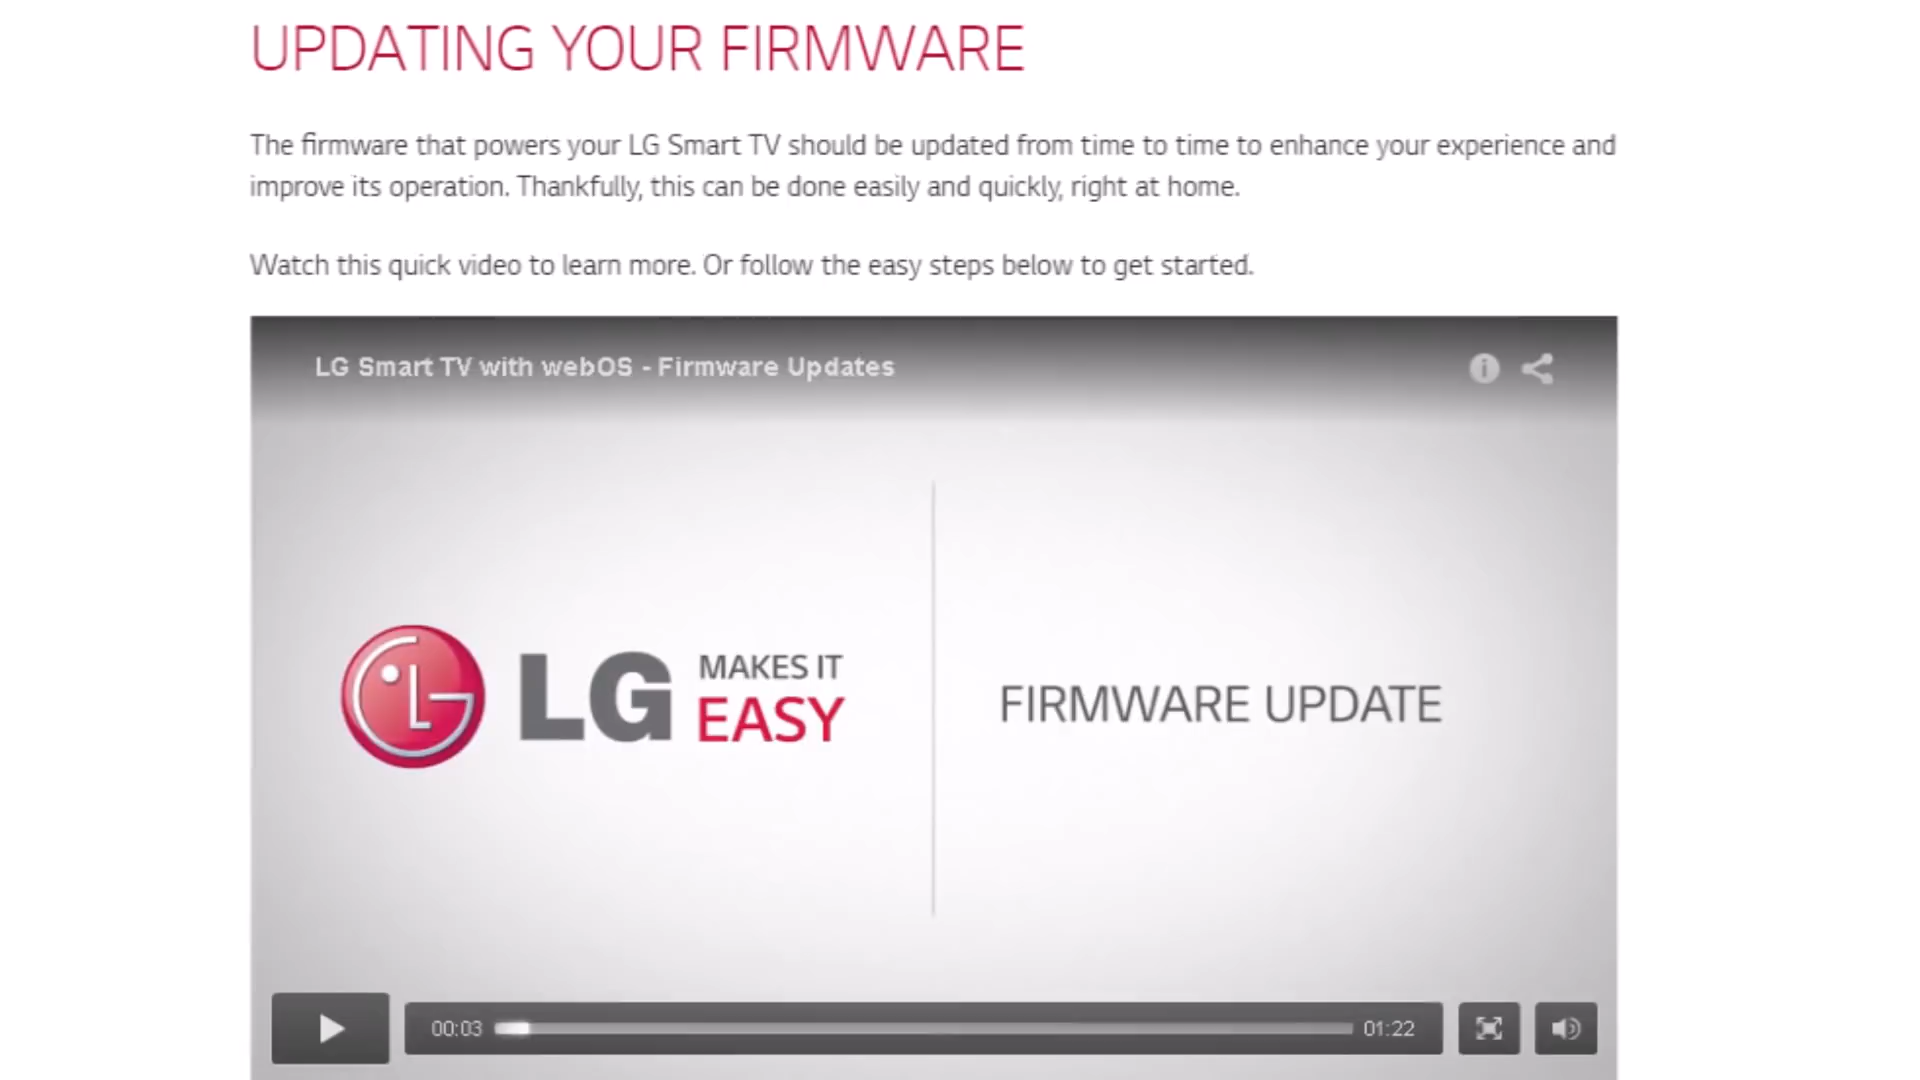 UPDATING YOUR FIRMWARE
The firmware that powers your LG Smart TV should be updated from time to time to enhance your experience and
improve its operation. Thankfully, this can be done easily and quickly, right at home.
Watch this quick video to learn more. Or follow the easy steps below to get started.
LG Smart TV with webOS - Firmware Updates
LG MAKES IT
EASY
FIRMWARE UPDATE
00:03 01:22